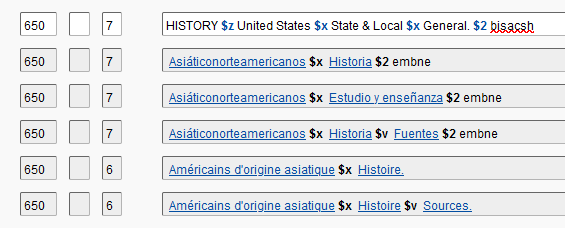 650 7 HISTORY $z United States $x State & Local $x General. $2 bisacsh
650 7 Asiáticonorteamericanos $x Historia $2 embne
650 7 Asiáticonorteamericanos $x Estudio y enseñanza $2 embne
650 7 Asiáticonorteamericanos $x Historia $v Fuentes $2 embne
650 6 Américains d'origine asiatique $x Histoire.
650 6 Américains d'origine asiatique $x Histoire $v Sources.